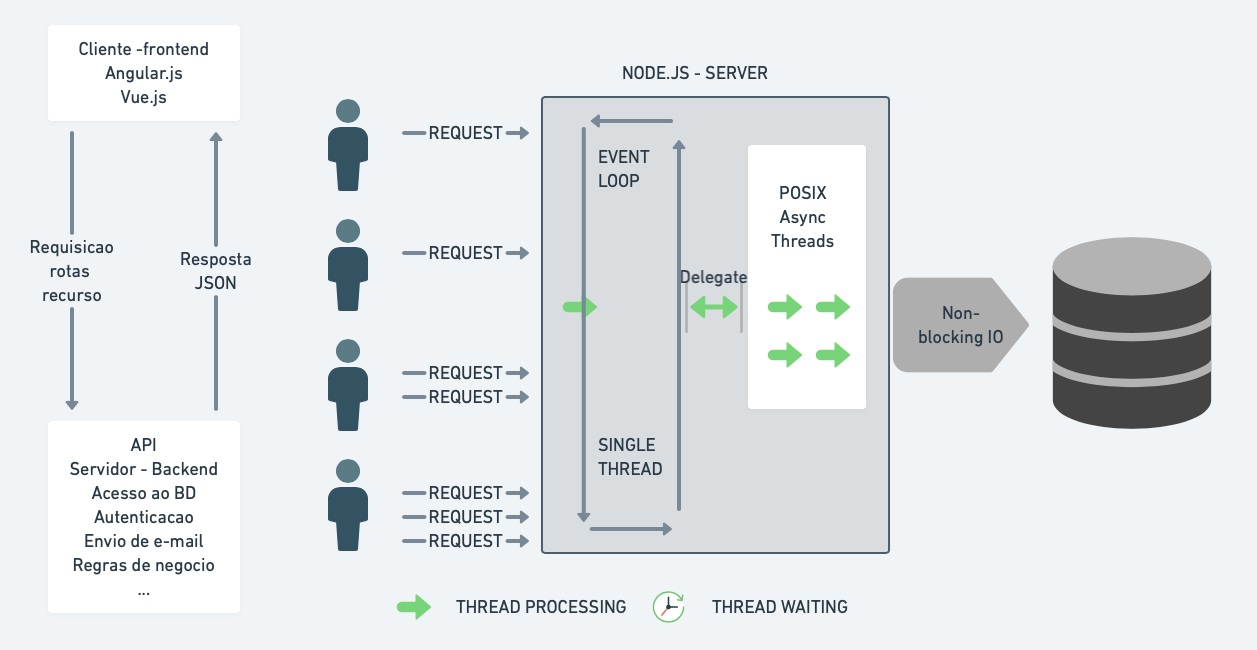 Cliente -frontend
Angular.js
Vue.js
Requisicao
rotas
recurso
Resposta
JSON
API
Servidor - Backend
Acesso ao BD
Autenticacao
Envio de e-mail
Regras de negocio
...
REQUEST
REQUEST
REQUEST
REQUEST
REQUEST
REQUEST
REQUEST
NODE.JS - SERVER
EVENT
LOOP
SINGLE
THREAD
Delegate
POSIX
Async
Threads
Non-
blocking IO
THREAD PROCESSING
THREAD WAITING